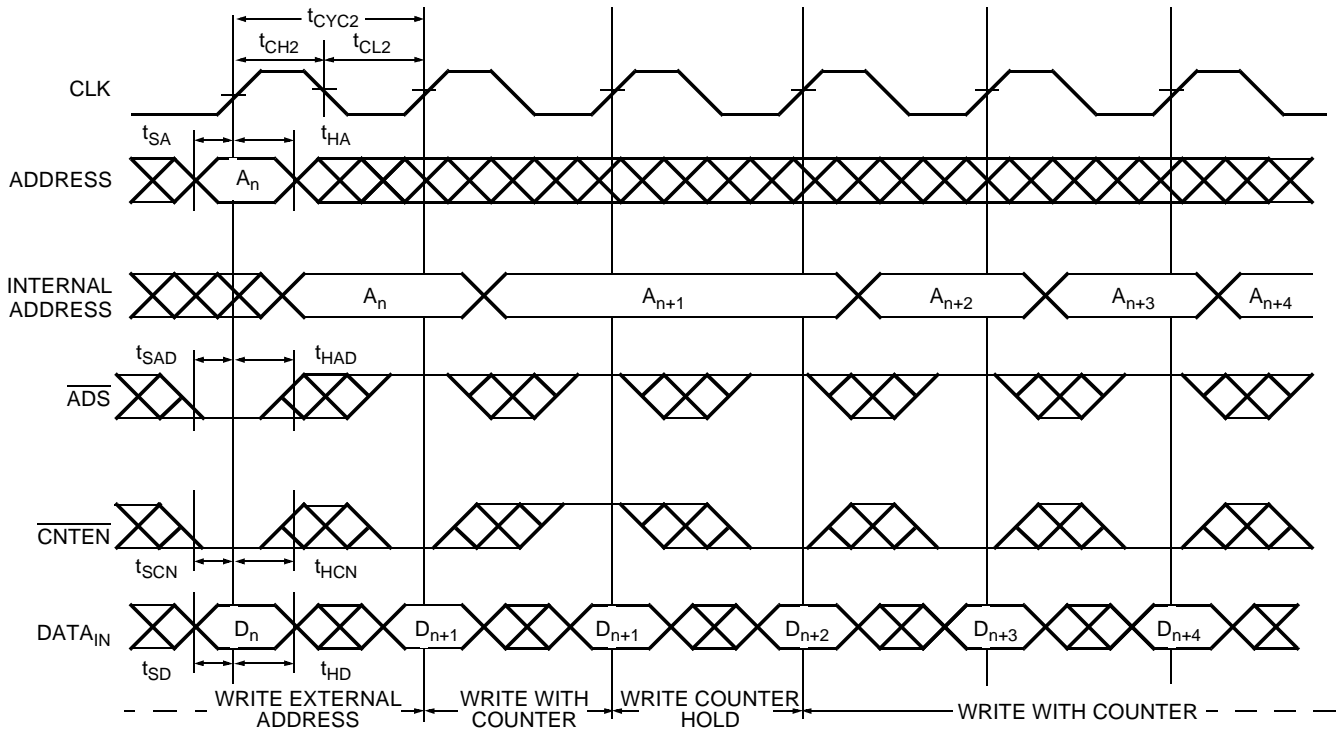 tCYC2
tCH2 tCL2
CLK
tSA tHA
ADDRESS An
INTERNAL ADDRESS An An+1 An+2 An+3 An+4
tSAD tHAD
ADS
CNTEN
tSCN tHCN
DATAIN Dn Dn+1 Dn+1 Dn+2 Dn+3 Dn+4
tSD tHD
WRITE EXTERNAL ADDRESS
WRITE WITH COUNTER
WRITE COUNTER HOLD
WRITE WITH COUNTER